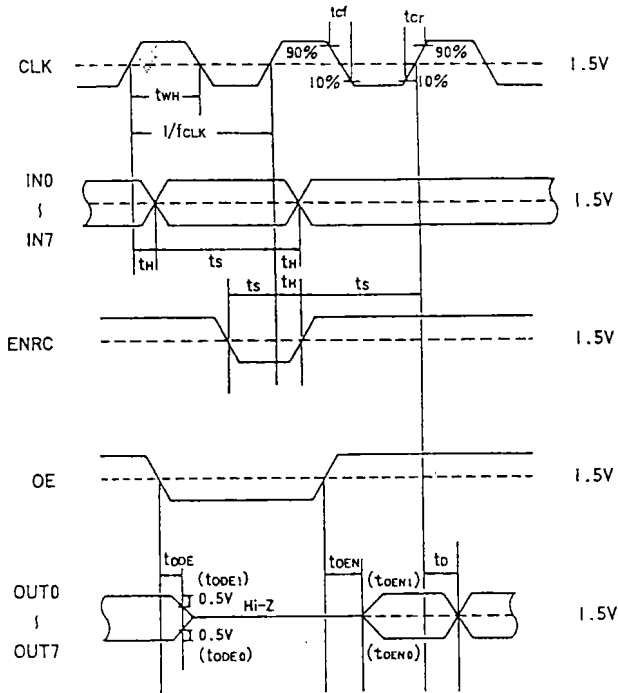 tcf tcr
CLK 90% 10% 90% 10% 1.5V
tWH
1/fCLK
IN0
≀
IN7
1.5V
tH ts tH
ts tH ts
ENRC 1.5V
OE 1.5V
tODE tOEN tD
(tODE1) (tOEN1)
OUT0
≀
OUT7
0.5V Hi-Z 1.5V
0.5V
(tODE0) (tOEN0)